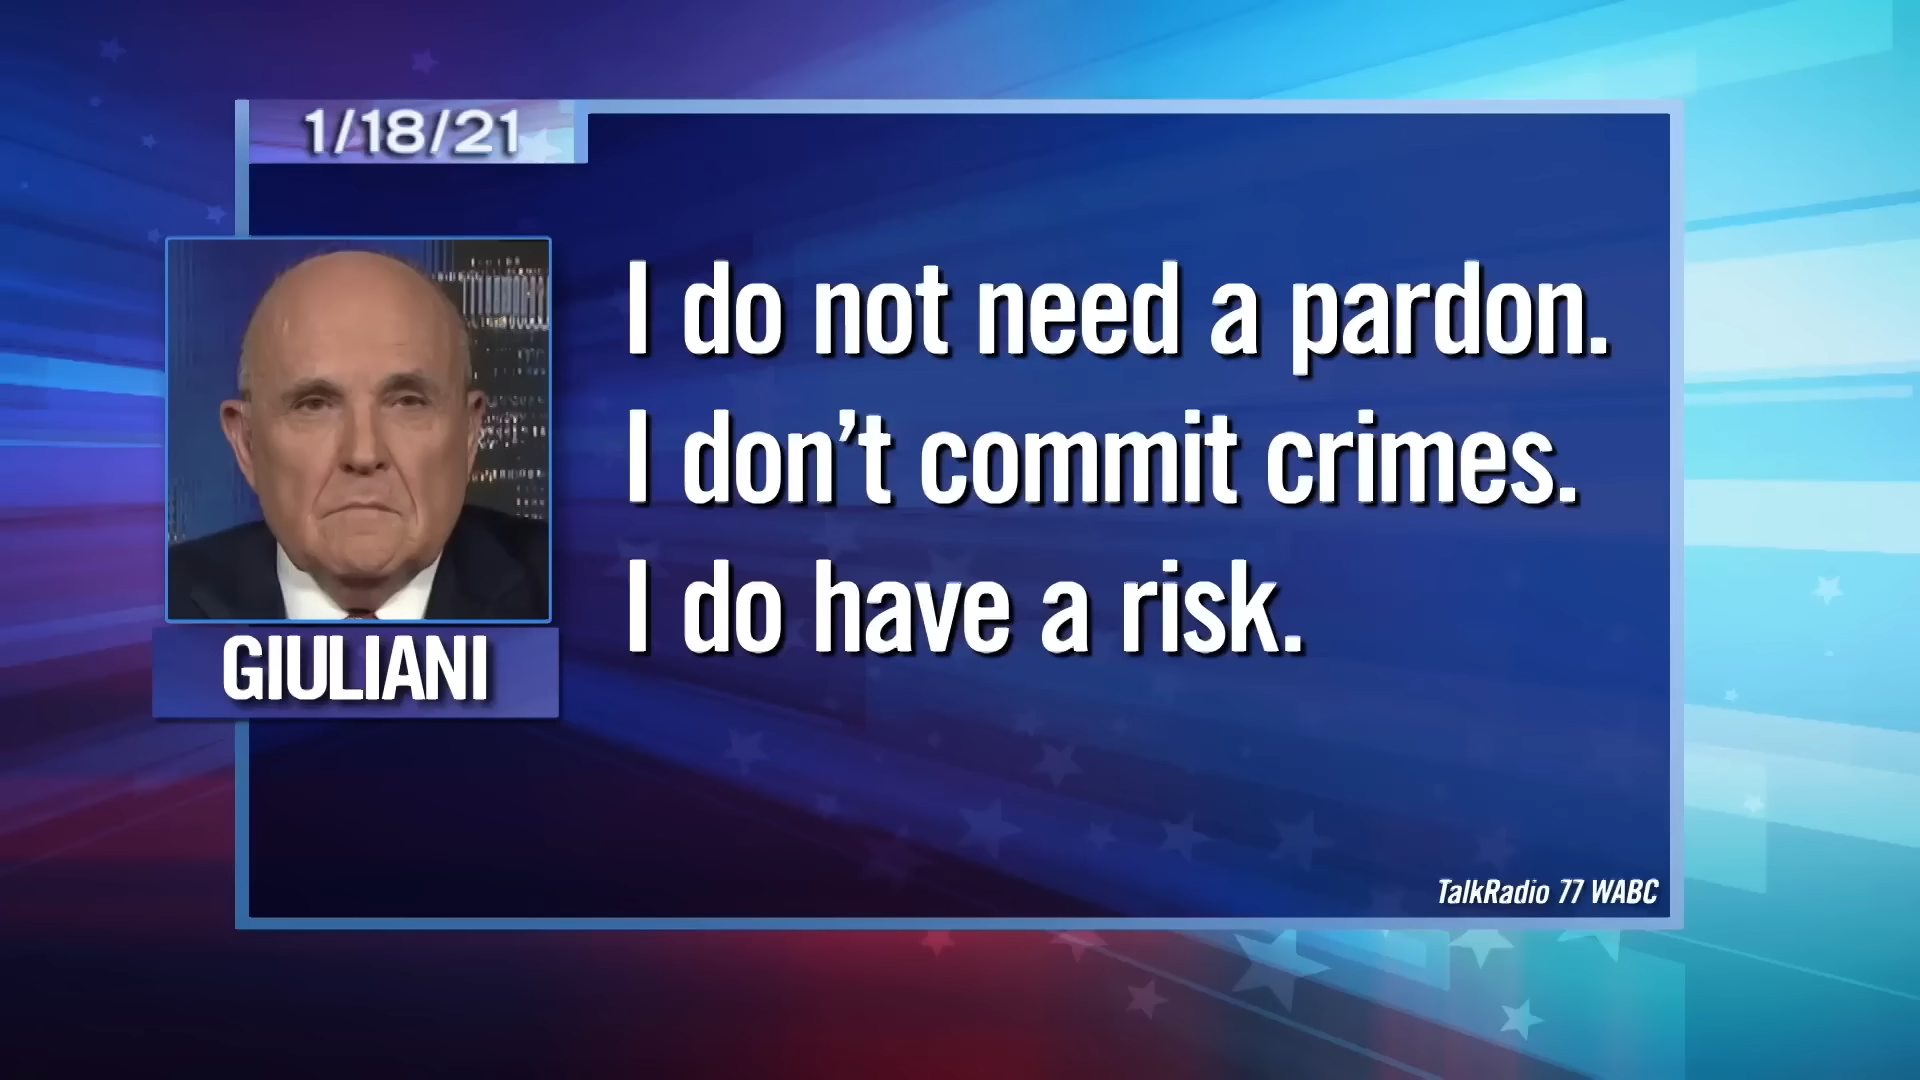 1/18/21
I do not need a pardon.
I don't commit crimes.
I do have a risk.
GIULIANI
TalkRadio 77 WABC